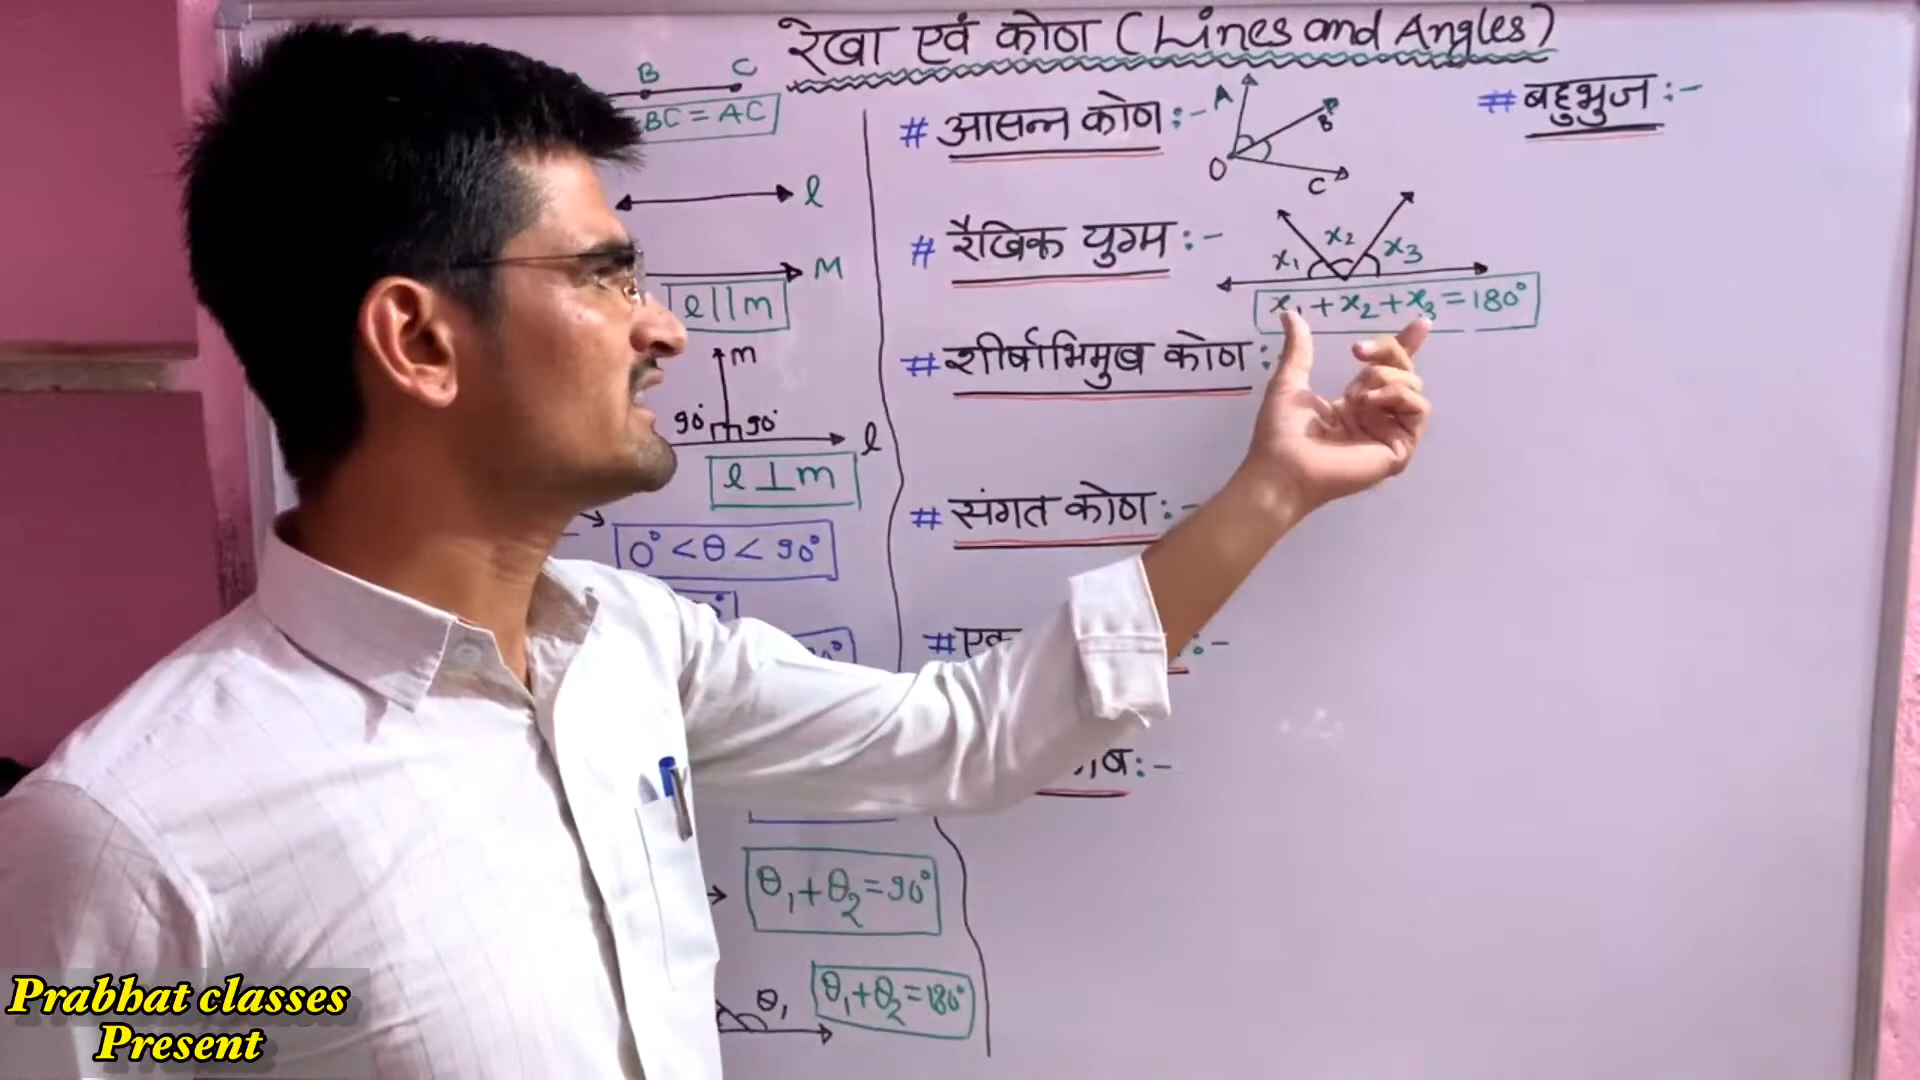 रेखा एवं कोण (Lines and Angles)
B C
BC = AC
l
M
l || m
m
90° 90°
l
l ⊥ m
0° < θ < 90°
θ₁ + θ₂ = 90°
θ₁
θ₁ + θ₂ = 180°
# आसन्न कोण :-
A
B
O
C
# रैखिक युग्म :-
x₁ x₂ x₃
x₁ + x₂ + x₃ = 180°
# शीर्षाभिमुख कोण :
# संगत कोण :-
# एक :-
# बहुभुज :-
Prabhat classes
Present